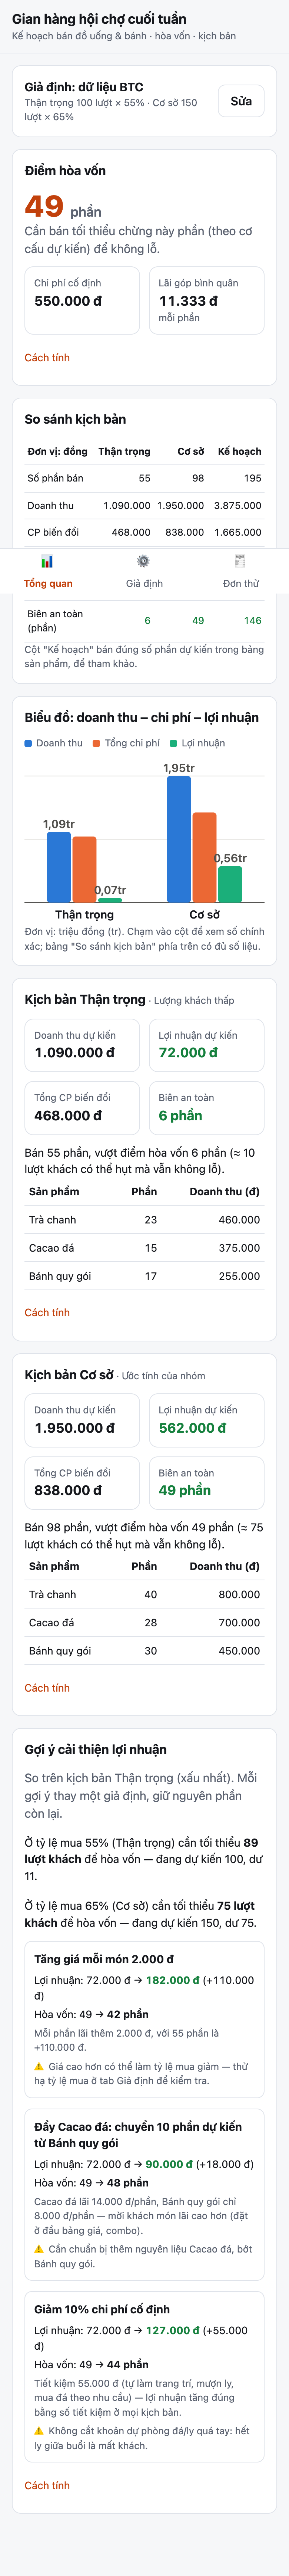 Gian hàng hội chợ cuối tuần
Kế hoạch bán đồ uống & bánh · hòa vốn · kịch bản
Giả định: dữ liệu BTC
Thận trọng 100 lượt × 55% · Cơ sở 150
lượt × 65%
Sửa
Điểm hòa vốn
49 phần
Cần bán tối thiểu chừng này phần (theo cơ
cấu dự kiến) để không lỗ.
Chi phí cố định
550.000 đ
Lãi góp bình quân
11.333 đ
mỗi phần
Cách tính
So sánh kịch bản
Đơn vị: đồng Thận trọng Cơ sở Kế hoạch
Số phần bán 55 98 195
Doanh thu 1.090.000 1.950.000 3.875.000
CP biến đổi 468.000 838.000 1.665.000
Tổng quan
Giả định
Đơn thử
Biên an toàn
(phần) 6 49 146
Cột "Kế hoạch" bán đúng số phần dự kiến trong bảng
sản phẩm, để tham khảo.
Biểu đồ: doanh thu – chi phí – lợi nhuận
Doanh thu Tổng chi phí Lợi nhuận
1,95tr
1,09tr
0,56tr
0,07tr
Thận trọng Cơ sở
Đơn vị: triệu đồng (tr). Chạm vào cột để xem số chính
xác; bảng "So sánh kịch bản" phía trên có đủ số liệu.
Kịch bản Thận trọng · Lượng khách thấp
Doanh thu dự kiến
1.090.000 đ
Lợi nhuận dự kiến
72.000 đ
Tổng CP biến đổi
468.000 đ
Biên an toàn
6 phần
Bán 55 phần, vượt điểm hòa vốn 6 phần (≈ 10
lượt khách có thể hụt mà vẫn không lỗ).
Sản phẩm Phần Doanh thu (đ)
Trà chanh 23 460.000
Cacao đá 15 375.000
Bánh quy gói 17 255.000
Cách tính
Kịch bản Cơ sở · Ước tính của nhóm
Doanh thu dự kiến
1.950.000 đ
Lợi nhuận dự kiến
562.000 đ
Tổng CP biến đổi
838.000 đ
Biên an toàn
49 phần
Bán 98 phần, vượt điểm hòa vốn 49 phần (≈ 75
lượt khách có thể hụt mà vẫn không lỗ).
Sản phẩm Phần Doanh thu (đ)
Trà chanh 40 800.000
Cacao đá 28 700.000
Bánh quy gói 30 450.000
Cách tính
Gợi ý cải thiện lợi nhuận
So trên kịch bản Thận trọng (xấu nhất). Mỗi
gợi ý thay một giả định, giữ nguyên phần
còn lại.
Ở tỷ lệ mua 55% (Thận trọng) cần tối thiểu 89
lượt khách để hòa vốn — đang dự kiến 100, dư
11.
Ở tỷ lệ mua 65% (Cơ sở) cần tối thiểu 75 lượt
khách để hòa vốn — đang dự kiến 150, dư 75.
Tăng giá mỗi món 2.000 đ
Lợi nhuận: 72.000 đ → 182.000 đ (+110.000
đ)
Hòa vốn: 49 → 42 phần
Mỗi phần lãi thêm 2.000 đ, với 55 phần là
+110.000 đ.
⚠️ Giá cao hơn có thể làm tỷ lệ mua giảm — thử
hạ tỷ lệ mua ở tab Giả định để kiểm tra.
Đẩy Cacao đá: chuyển 10 phần dự kiến
từ Bánh quy gói
Lợi nhuận: 72.000 đ → 90.000 đ (+18.000 đ)
Hòa vốn: 49 → 48 phần
Cacao đá lãi 14.000 đ/phần, Bánh quy gói chỉ
8.000 đ/phần — mời khách món lãi cao hơn (đặt
ở đầu bảng giá, combo).
⚠️ Cần chuẩn bị thêm nguyên liệu Cacao đá, bớt
Bánh quy gói.
Giảm 10% chi phí cố định
Lợi nhuận: 72.000 đ → 127.000 đ (+55.000
đ)
Hòa vốn: 49 → 44 phần
Tiết kiệm 55.000 đ (tự làm trang trí, mượn ly,
mua đá theo nhu cầu) — lợi nhuận tăng đúng
bằng số tiết kiệm ở mọi kịch bản.
⚠️ Không cắt khoản dự phòng đá/ly quá tay: hết
ly giữa buổi là mất khách.
Cách tính